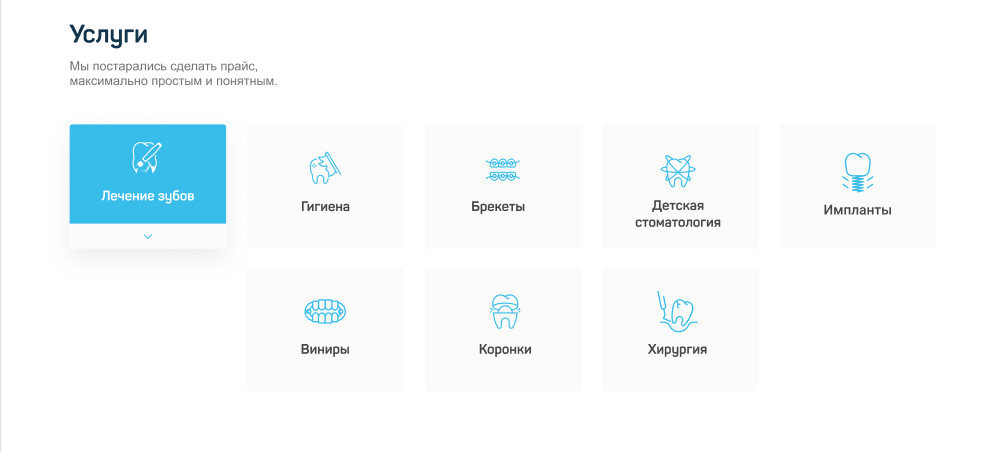 Услуги
Мы постарались сделать прайс,
максимально простым и понятным.
Лечение зубов
Гигиена
Брекеты
Детская
стоматология
Импланты
Виниры
Коронки
Хирургия